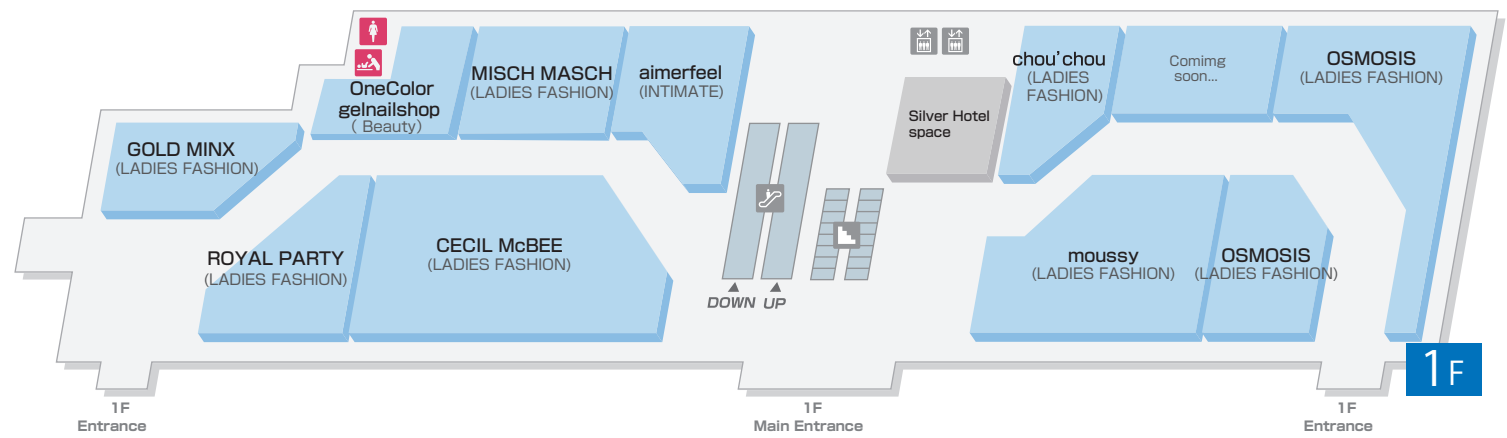 OneColor
gelnailshop
( Beauty)
MISCH MASCH
(LADIES FASHION)
aimerfeel
(INTIMATE)
chou'chou
(LADIES
FASHION)
Comimg
soon...
OSMOSIS
(LADIES FASHION)
Silver Hotel
space
GOLD MINX
(LADIES FASHION)
ROYAL PARTY
(LADIES FASHION)
CECIL McBEE
(LADIES FASHION)
moussy
(LADIES FASHION)
OSMOSIS
(LADIES FASHION)
DOWN UP
1F
1F
Entrance
1F
Main Entrance
1F
Entrance